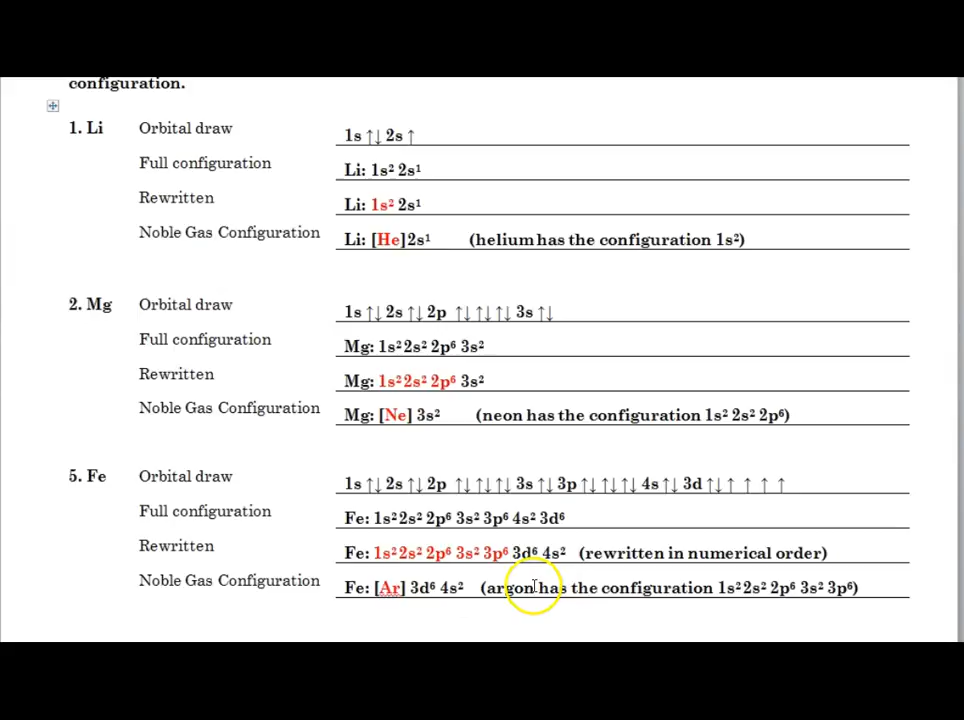 configuration.
1. Li Orbital draw 1s ↑↓ 2s ↑
Full configuration Li: 1s² 2s¹
Rewritten Li: 1s² 2s¹
Noble Gas Configuration Li: [He]2s¹ (helium has the configuration 1s²)
2. Mg Orbital draw 1s ↑↓ 2s ↑↓ 2p ↑↓ ↑↓ ↑↓ 3s ↑↓
Full configuration Mg: 1s² 2s² 2p⁶ 3s²
Rewritten Mg: 1s² 2s² 2p⁶ 3s²
Noble Gas Configuration Mg: [Ne] 3s² (neon has the configuration 1s² 2s² 2p⁶)
5. Fe Orbital draw 1s ↑↓ 2s ↑↓ 2p ↑↓ ↑↓ ↑↓ 3s ↑↓ 3p ↑↓ ↑↓ ↑↓ 4s ↑↓ 3d ↑↓ ↑ ↑ ↑ ↑
Full configuration Fe: 1s² 2s² 2p⁶ 3s² 3p⁶ 4s² 3d⁶
Rewritten Fe: 1s² 2s² 2p⁶ 3s² 3p⁶ 3d⁶ 4s² (rewritten in numerical order)
Noble Gas Configuration Fe: [Ar] 3d⁶ 4s² (argon has the configuration 1s² 2s² 2p⁶ 3s² 3p⁶)